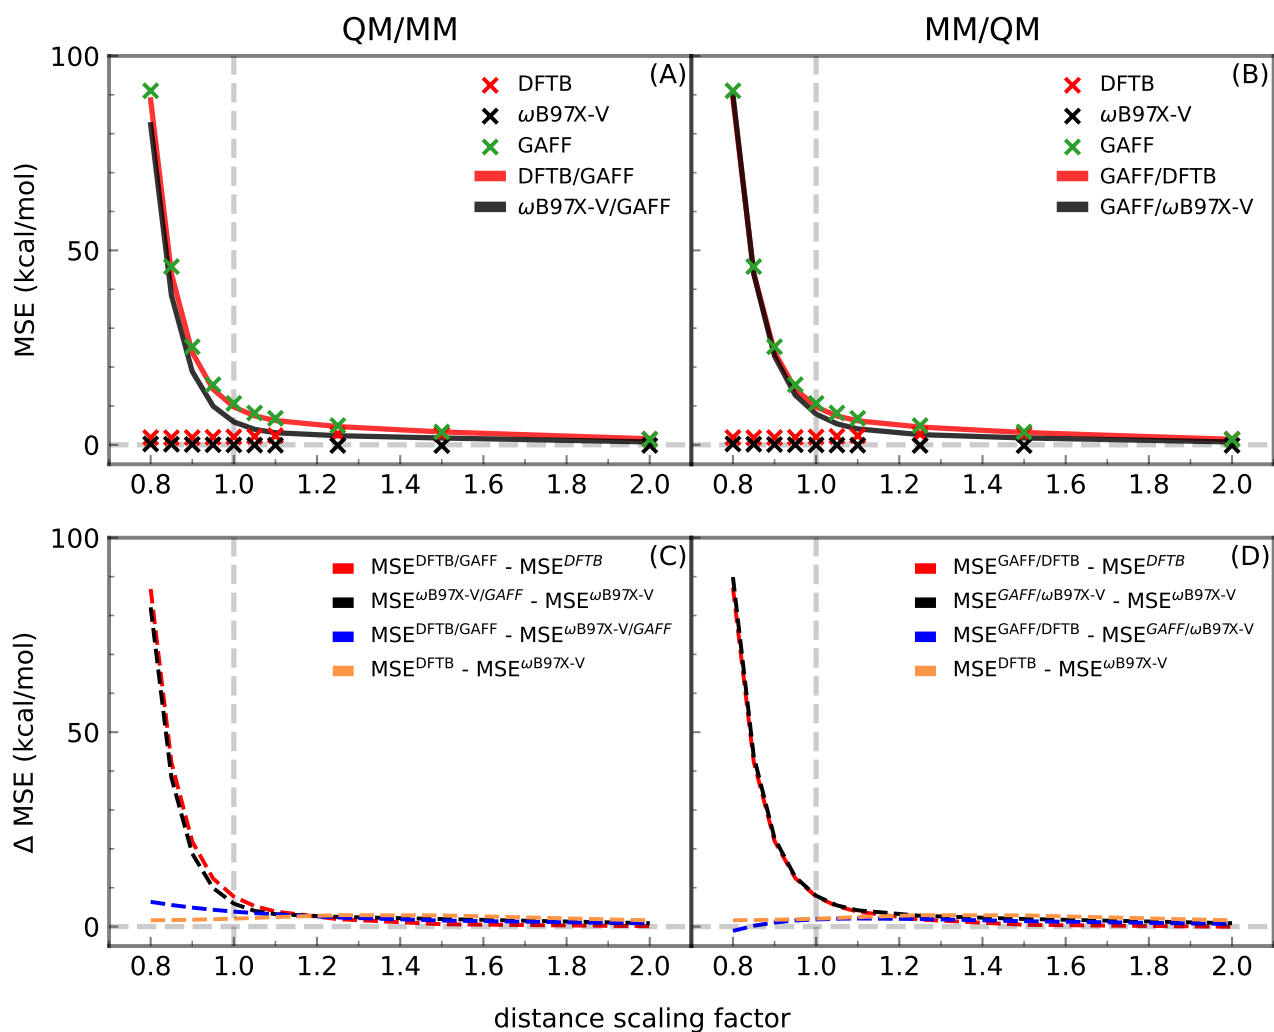 QM/MM
MM/QM
(A)
DFTB
ωB97X-V
GAFF
DFTB/GAFF
ωB97X-V/GAFF
100
50
0
MSE (kcal/mol)
0.8 1.0 1.2 1.4 1.6 1.8 2.0
(B)
DFTB
ωB97X-V
GAFF
GAFF/DFTB
GAFF/ωB97X-V
0.8 1.0 1.2 1.4 1.6 1.8 2.0
(C)
MSE^DFTB/GAFF - MSE^DFTB
MSE^ωB97X-V/GAFF - MSE^ωB97X-V
MSE^DFTB/GAFF - MSE^ωB97X-V/GAFF
MSE^DFTB - MSE^ωB97X-V
100
50
0
Δ MSE (kcal/mol)
0.8 1.0 1.2 1.4 1.6 1.8 2.0
(D)
MSE^GAFF/DFTB - MSE^DFTB
MSE^GAFF/ωB97X-V - MSE^ωB97X-V
MSE^GAFF/DFTB - MSE^GAFF/ωB97X-V
MSE^DFTB - MSE^ωB97X-V
0.8 1.0 1.2 1.4 1.6 1.8 2.0
distance scaling factor